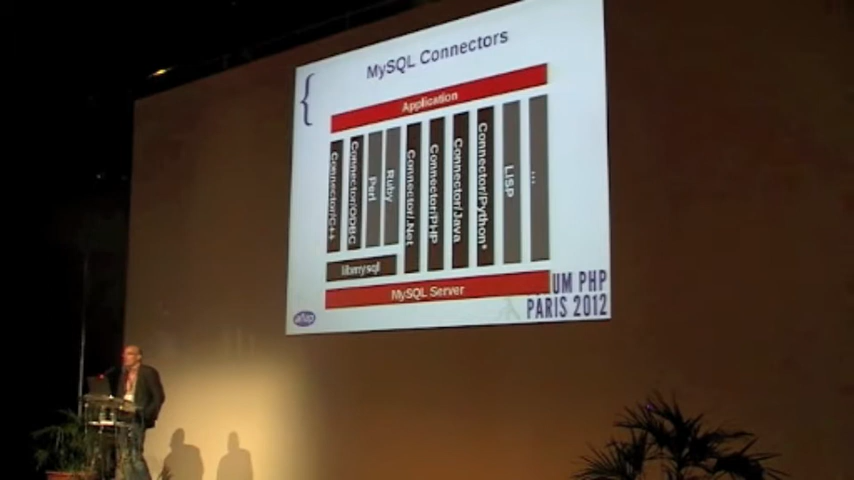 MySQL Connectors
Application
Connector/C++
Connector/ODBC
Perl
Ruby
Connector/.Net
Connector/PHP
Connector/Java
Connector/Python*
LISP
...
libmysql
MySQL Server
UM PHP
PARIS 2012
afup